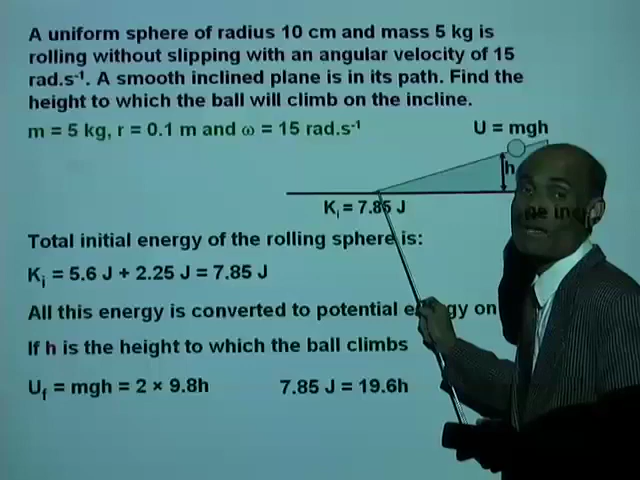 A uniform sphere of radius 10 cm and mass 5 kg is
rolling without slipping with an angular velocity of 15
rad.s⁻¹. A smooth inclined plane is in its path. Find the
height to which the ball will climb on the incline.
m = 5 kg, r = 0.1 m and ω = 15 rad.s⁻¹
U = mgh
h
Kᵢ = 7.85 J
Total initial energy of the rolling sphere is:
Kᵢ = 5.6 J + 2.25 J = 7.85 J
All this energy is converted to potential energy on
If h is the height to which the ball climbs
U_f = mgh = 2 × 9.8h 7.85 J = 19.6h